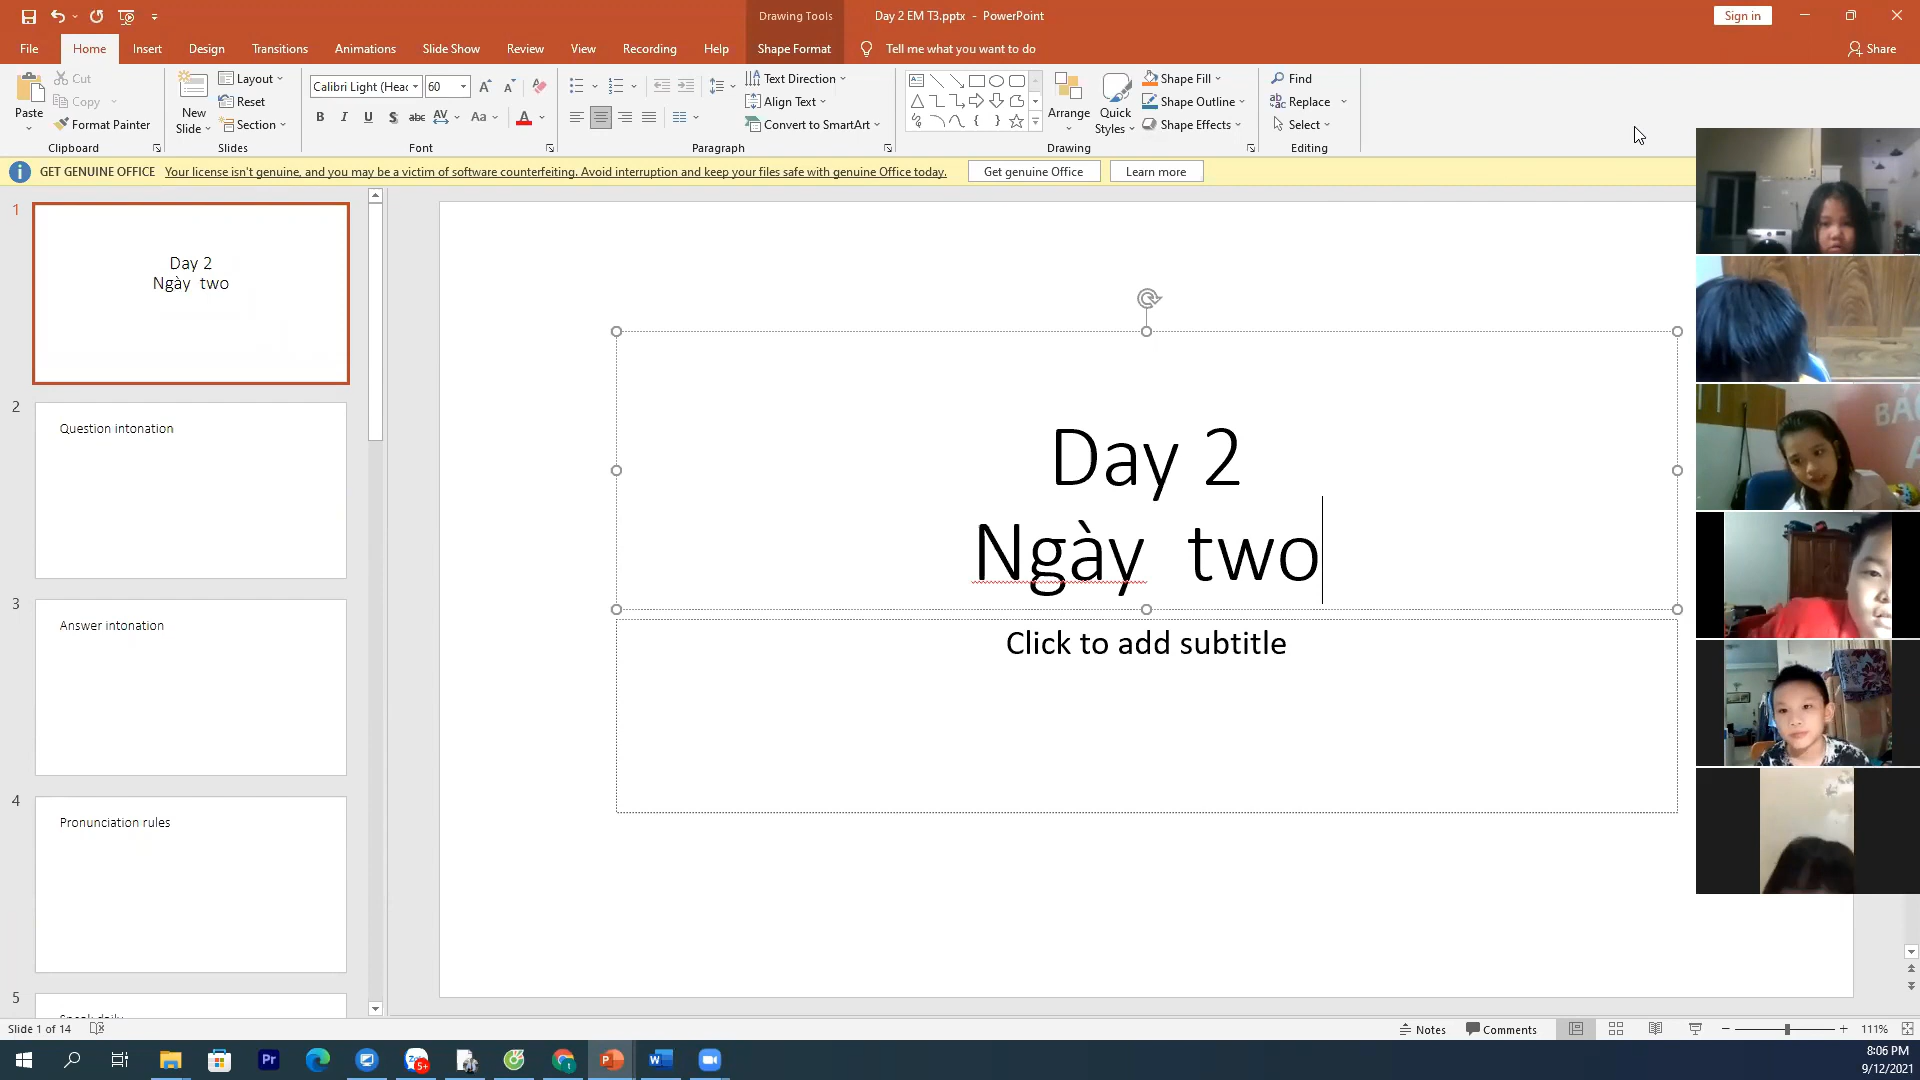 Drawing Tools
Day 2 EM T3.pptx - PowerPoint
Sign in
File
Home
Insert
Design
Transitions
Animations
Slide Show
Review
View
Recording
Help
Shape Format
Tell me what you want to do
Share
Paste
Cut
Copy
Format Painter
Clipboard
New Slide
Layout
Reset
Section
Slides
Calibri Light (Head
60
B I U S abc AV Aa A
Font
Text Direction
Align Text
Convert to SmartArt
Paragraph
Arrange
Quick Styles
Shape Fill
Shape Outline
Shape Effects
Drawing
Find
Replace
Select
Editing
GET GENUINE OFFICE Your license isn't genuine, and you may be a victim of software counterfeiting. Avoid interruption and keep your files safe with genuine Office today.
Get genuine Office
Learn more
1
Day 2
Ngày two
2
Question intonation
3
Answer intonation
4
Pronunciation rules
5
Day 2
Ngày two
Click to add subtitle
Slide 1 of 14
Notes
Comments
111%
8:06 PM
9/12/2021